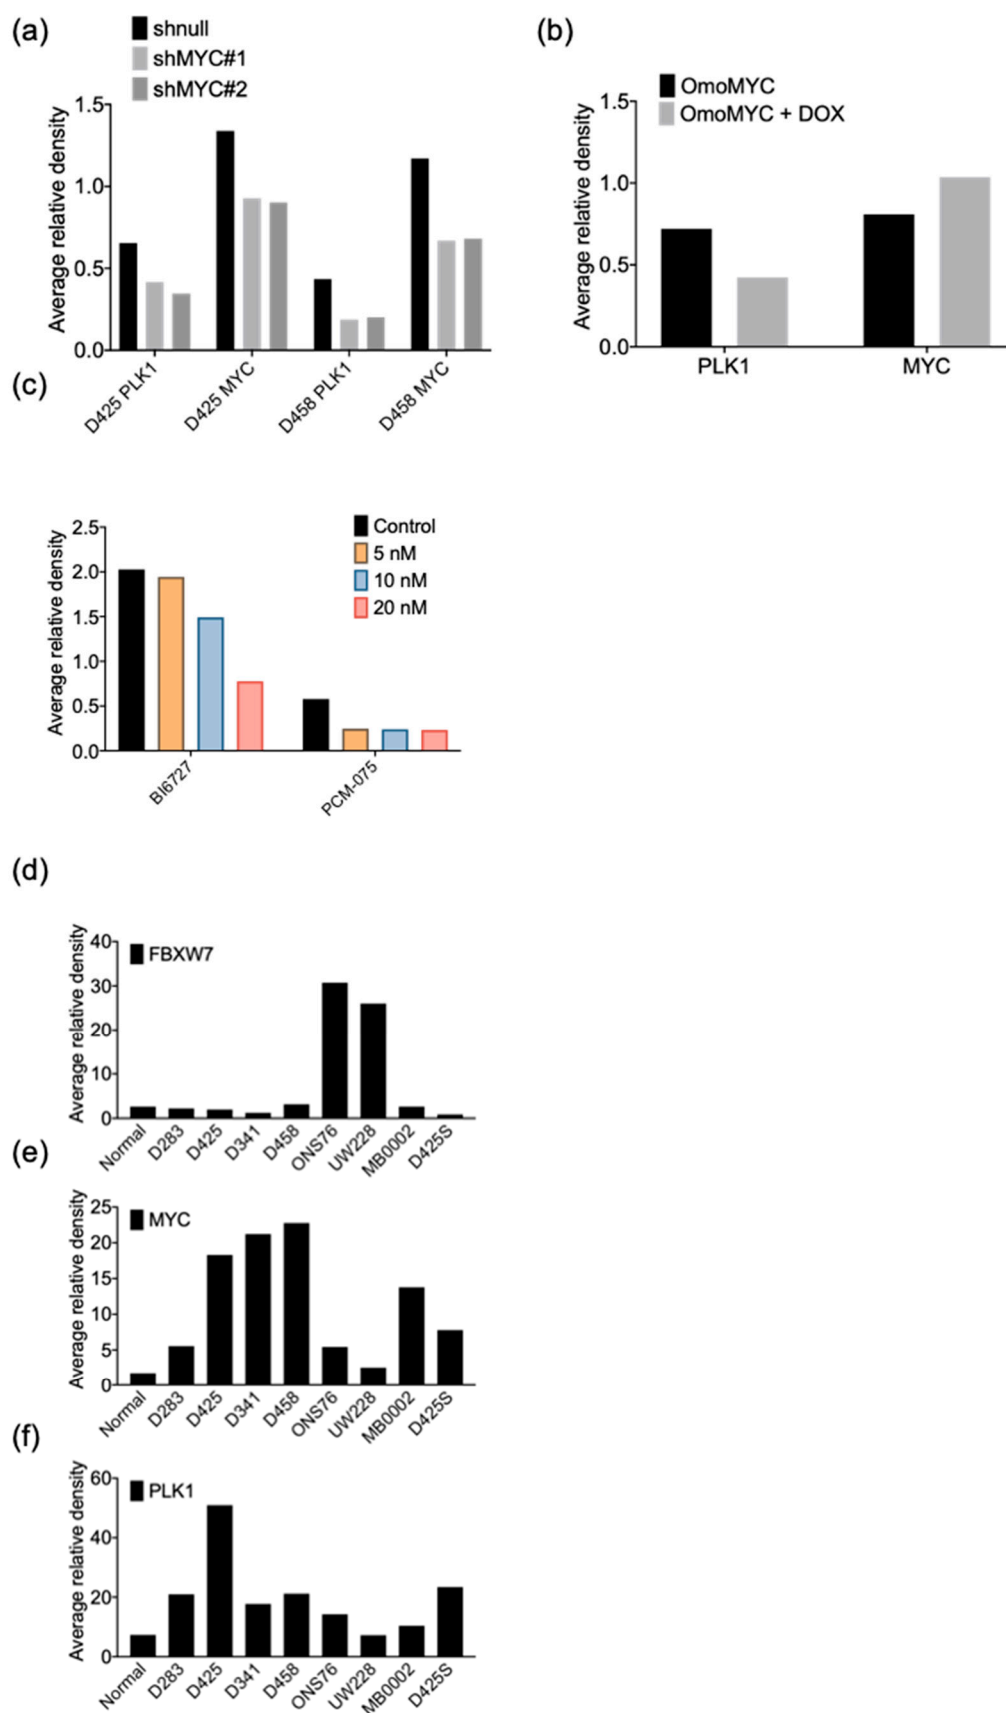 (a)
shnull
shMYC#1
shMYC#2
Average relative density
1.5
1.0
0.5
0.0
D425 PLK1
D425 MYC
D458 PLK1
D458 MYC
(b)
OmoMYC
OmoMYC + DOX
Average relative density
1.5
1.0
0.5
0.0
PLK1
MYC
(c)
Control
5 nM
10 nM
20 nM
Average relative density
2.5
2.0
1.5
1.0
0.5
0.0
BI6727
PCM-075
(d)
FBXW7
Average relative density
40
30
20
10
0
Normal
D283
D425
D341
D458
ONS76
UW228
MB0002
D425S
(e)
MYC
Average relative density
25
20
15
10
5
0
Normal
D283
D425
D341
D458
ONS76
UW228
MB0002
D425S
(f)
PLK1
Average relative density
60
40
20
0
Normal
D283
D425
D341
D458
ONS76
UW228
MB0002
D425S